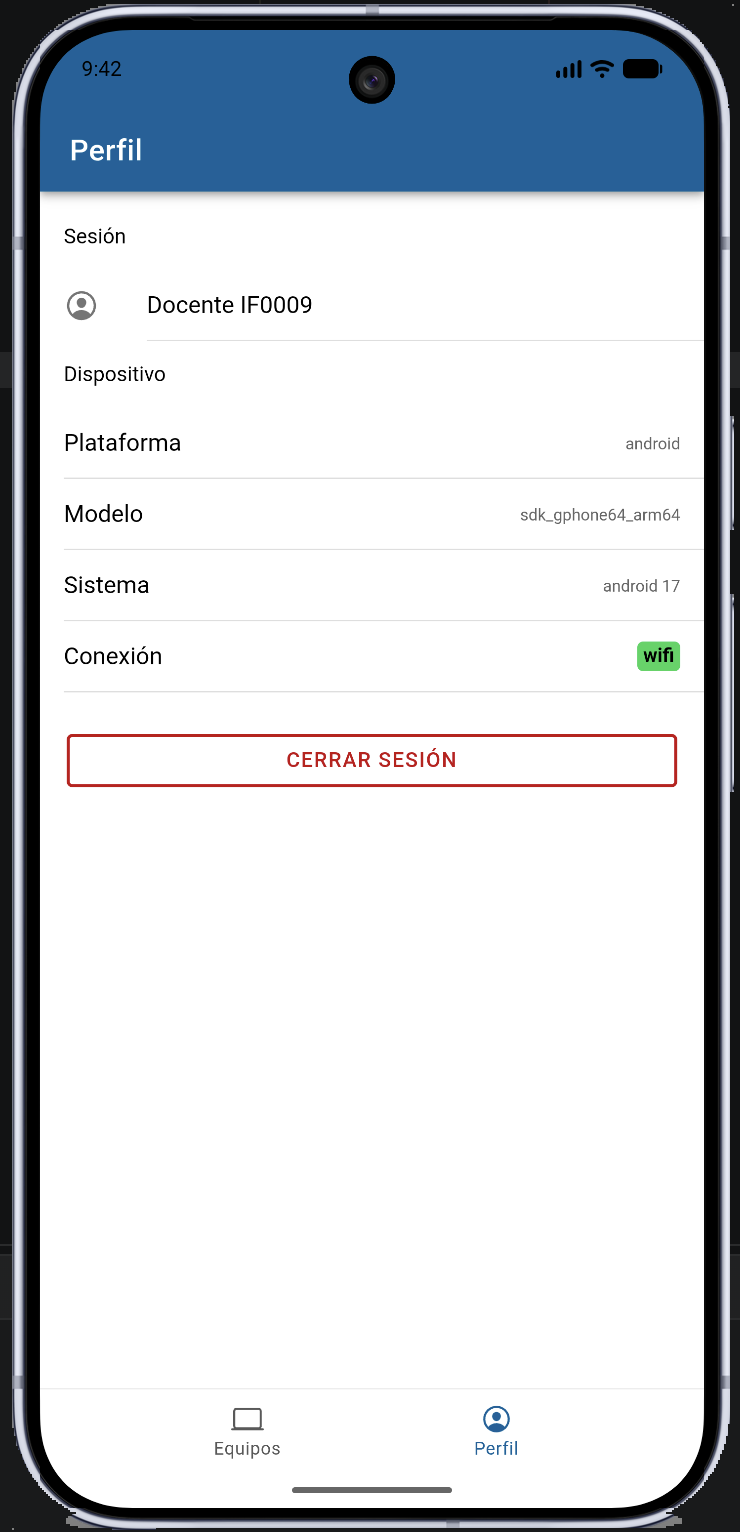 9:42
Perfil
Sesión
Docente IF0009
Dispositivo
Plataforma android
Modelo sdk_gphone64_arm64
Sistema android 17
Conexión wifi
CERRAR SESIÓN
Equipos Perfil